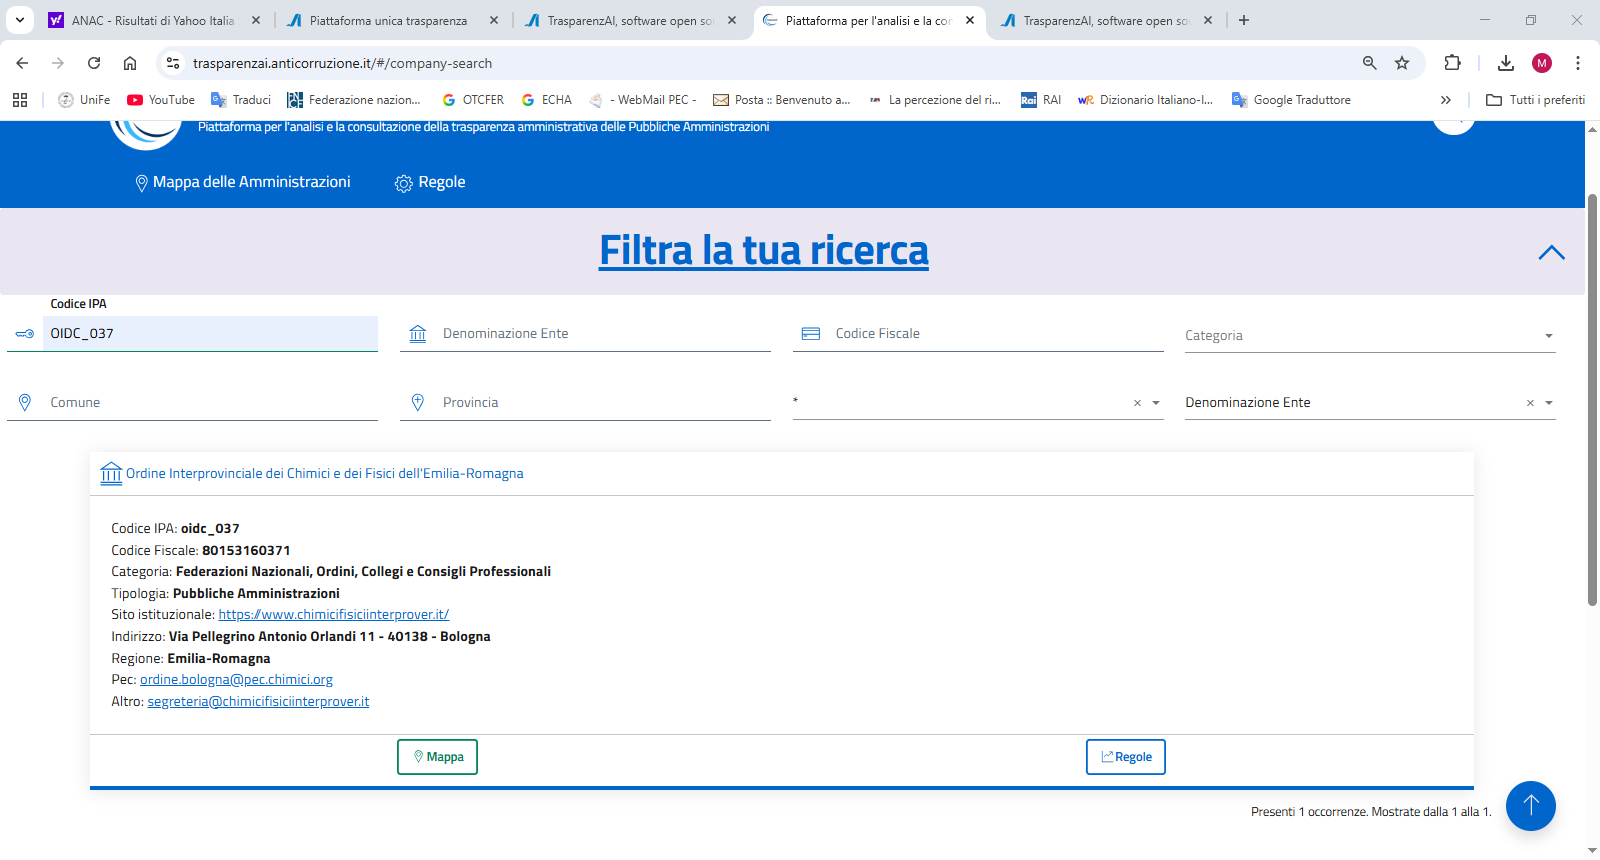 ANAC - Risultati di Yahoo Italia
Piattaforma unica trasparenza
TrasparenzAI, software open so
Piattaforma per l'analisi e la con
TrasparenzAI, software open so
trasparenzai.anticorruzione.it/#/company-search
M
UniFe
YouTube
Traduci
Federazione nazion...
OTCFER
ECHA
- WebMail PEC -
Posta :: Benvenuto a...
La percezione del ri...
Rai RAI
Dizionario Italiano-I...
Google Traduttore
Tutti i preferiti
Piattaforma per l'analisi e la consultazione della trasparenza amministrativa delle Pubbliche Amministrazioni
Mappa delle Amministrazioni
Regole
Filtra la tua ricerca
Codice IPA
OIDC_037
Denominazione Ente
Codice Fiscale
Categoria
Comune
Provincia
*
Denominazione Ente
Ordine Interprovinciale dei Chimici e dei Fisici dell'Emilia-Romagna
Codice IPA: oidc_037
Codice Fiscale: 80153160371
Categoria: Federazioni Nazionali, Ordini, Collegi e Consigli Professionali
Tipologia: Pubbliche Amministrazioni
Sito istituzionale: https://www.chimicifisiciinterprover.it/
Indirizzo: Via Pellegrino Antonio Orlandi 11 - 40138 - Bologna
Regione: Emilia-Romagna
Pec: ordine.bologna@pec.chimici.org
Altro: segreteria@chimicifisiciinterprover.it
Mappa
Regole
Presenti 1 occorrenze. Mostrate dalla 1 alla 1.